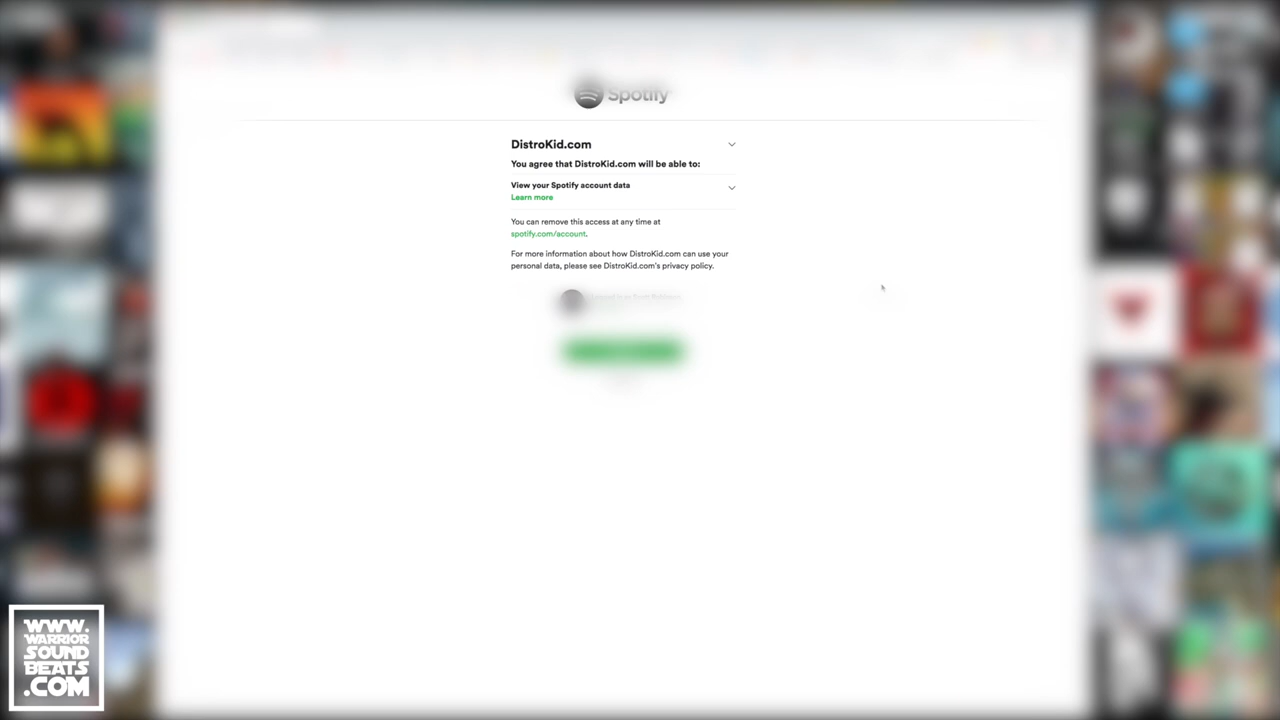 Spotify
DistroKid.com
You agree that DistroKid.com will be able to:
View your Spotify account data
Learn more
You can remove this access at any time at
spotify.com/account.
For more information about how DistroKid.com can use your
personal data, please see DistroKid.com's privacy policy.
WWW.
WARRIOR
SOUND
BEATS
.COM